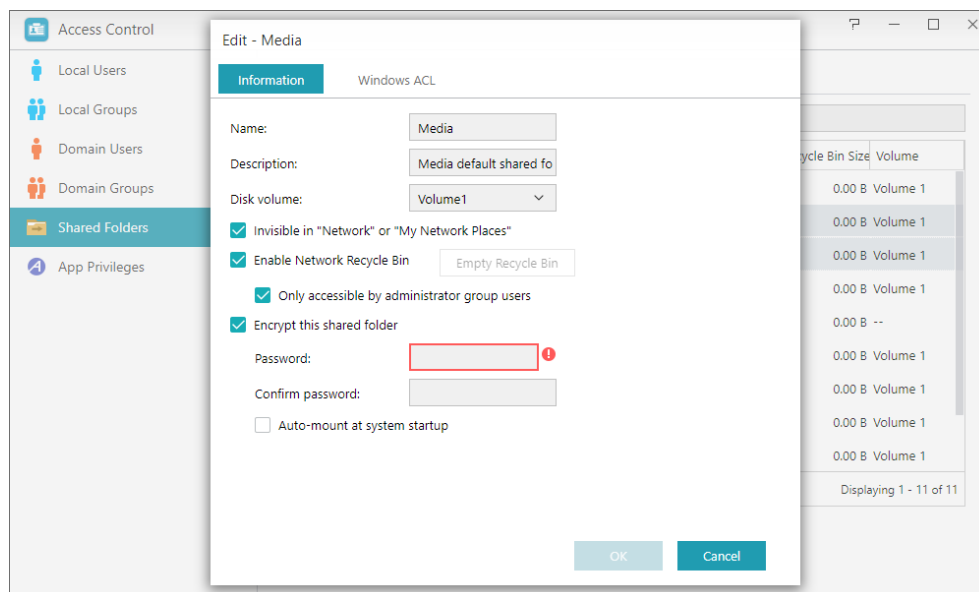 Access Control
Local Users
Local Groups
Domain Users
Domain Groups
Shared Folders
App Privileges
Edit - Media
Information Windows ACL
Name: Media
Description: Media default shared fo
Disk volume: Volume1
Invisible in "Network" or "My Network Places"
Enable Network Recycle Bin Empty Recycle Bin
Only accessible by administrator group users
Encrypt this shared folder
Password:
Confirm password:
Auto-mount at system startup
OK Cancel
ycle Bin Size Volume
0.00 B Volume 1
0.00 B Volume 1
0.00 B Volume 1
0.00 B Volume 1
0.00 B --
0.00 B Volume 1
0.00 B Volume 1
0.00 B Volume 1
0.00 B Volume 1
Displaying 1 - 11 of 11